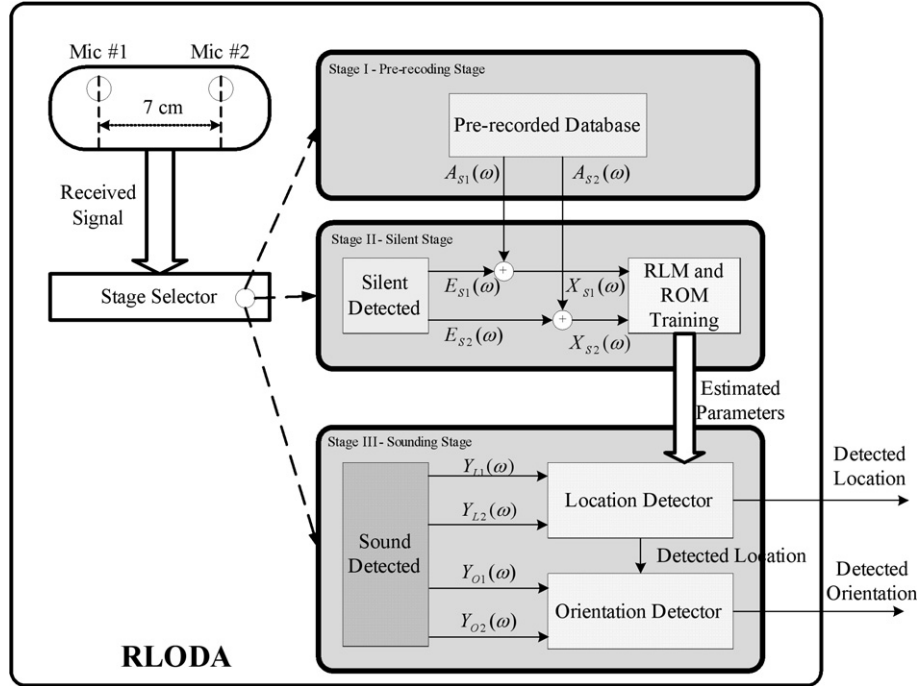 Mic #1
Mic #2
7 cm
Received
Signal
Stage Selector
Stage I - Pre-recoding Stage
Pre-recorded Database
A_{S1}(ω)
A_{S2}(ω)
Stage II - Silent Stage
Silent
Detected
E_{S1}(ω)
E_{S2}(ω)
+
+
X_{S1}(ω)
X_{S2}(ω)
RLM and
ROM
Training
Estimated
Parameters
Stage III - Sounding Stage
Sound
Detected
Y_{L1}(ω)
Y_{L2}(ω)
Y_{O1}(ω)
Y_{O2}(ω)
Location Detector
Detected Location
Orientation Detector
Detected
Location
Detected
Orientation
RLODA